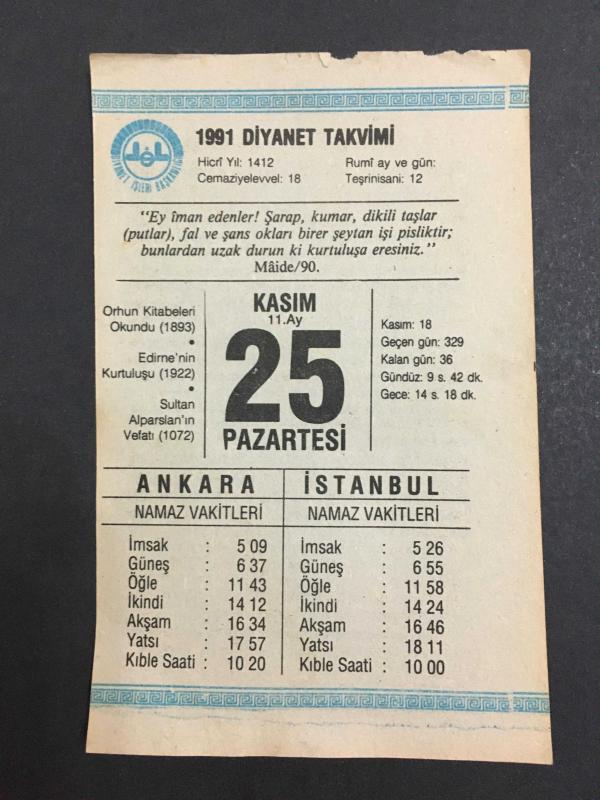 DİYANET İŞLERİ BAŞKANLIĞI
1991 DİYANET TAKVİMİ
Hicrî Yıl: 1412
Cemaziyelevvel: 18
Rumî ay ve gün:
Teşrinisani: 12
"Ey îman edenler! Şarap, kumar, dikili taşlar
(putlar), fal ve şans okları birer şeytan işi pisliktir;
bunlardan uzak durun ki kurtuluşa eresiniz."
Mâide/90.
Orhun Kitabeleri
Okundu (1893)
•
Edirne'nin
Kurtuluşu (1922)
•
Sultan
Alparslan'ın
Vefatı (1072)
KASIM
11.Ay
25
PAZARTESİ
Kasım: 18
Geçen gün: 329
Kalan gün: 36
Gündüz: 9 s. 42 dk.
Gece: 14 s. 18 dk.
ANKARA
NAMAZ VAKİTLERİ
İmsak : 5 09
Güneş : 6 37
Öğle : 11 43
İkindi : 14 12
Akşam : 16 34
Yatsı : 17 57
Kıble Saati : 10 20
İSTANBUL
NAMAZ VAKİTLERİ
İmsak : 5 26
Güneş : 6 55
Öğle : 11 58
İkindi : 14 24
Akşam : 16 46
Yatsı : 18 11
Kıble Saati : 10 00